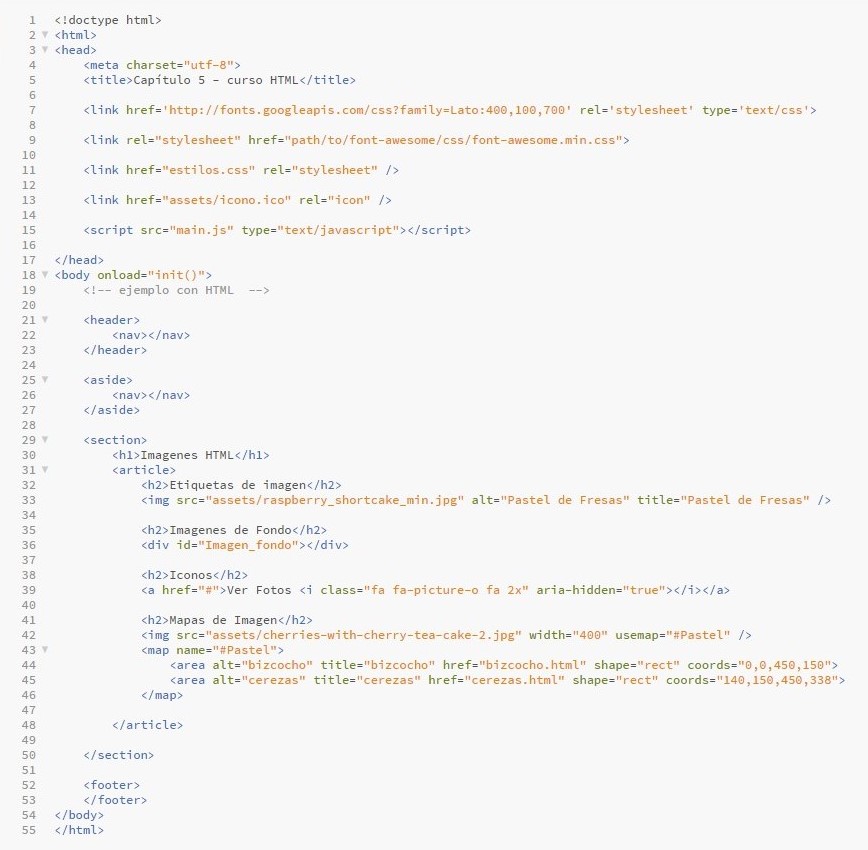 1 <!doctype html>
2 <html>
3 <head>
4 <meta charset="utf-8">
5 <title>Capítulo 5 - curso HTML</title>
6
7 <link href='http://fonts.googleapis.com/css?family=Lato:400,100,700' rel='stylesheet' type='text/css'>
8
9 <link rel="stylesheet" href="path/to/font-awesome/css/font-awesome.min.css">
10
11 <link href="estilos.css" rel="stylesheet" />
12
13 <link href="assets/icono.ico" rel="icon" />
14
15 <script src="main.js" type="text/javascript"></script>
16
17 </head>
18 <body onload="init()">
19 <!-- ejemplo con HTML  -->
20
21 <header>
22 <nav></nav>
23 </header>
24
25 <aside>
26 <nav></nav>
27 </aside>
28
29 <section>
30 <h1>Imagenes HTML</h1>
31 <article>
32 <h2>Etiquetas de imagen</h2>
33 <img src="assets/raspberry_shortcake_min.jpg" alt="Pastel de Fresas" title="Pastel de Fresas" />
34
35 <h2>Imagenes de Fondo</h2>
36 <div id="Imagen_fondo"></div>
37
38 <h2>Iconos</h2>
39 <a href="#">Ver Fotos <i class="fa fa-picture-o fa 2x" aria-hidden="true"></i></a>
40
41 <h2>Mapas de Imagen</h2>
42 <img src="assets/cherries-with-cherry-tea-cake-2.jpg" width="400" usemap="#Pastel" />
43 <map name="#Pastel">
44 <area alt="bizcocho" title="bizcocho" href="bizcocho.html" shape="rect" coords="0,0,450,150">
45 <area alt="cerezas" title="cerezas" href="cerezas.html" shape="rect" coords="140,150,450,338">
46 </map>
47
48 </article>
49
50 </section>
51
52 <footer>
53 </footer>
54 </body>
55 </html>